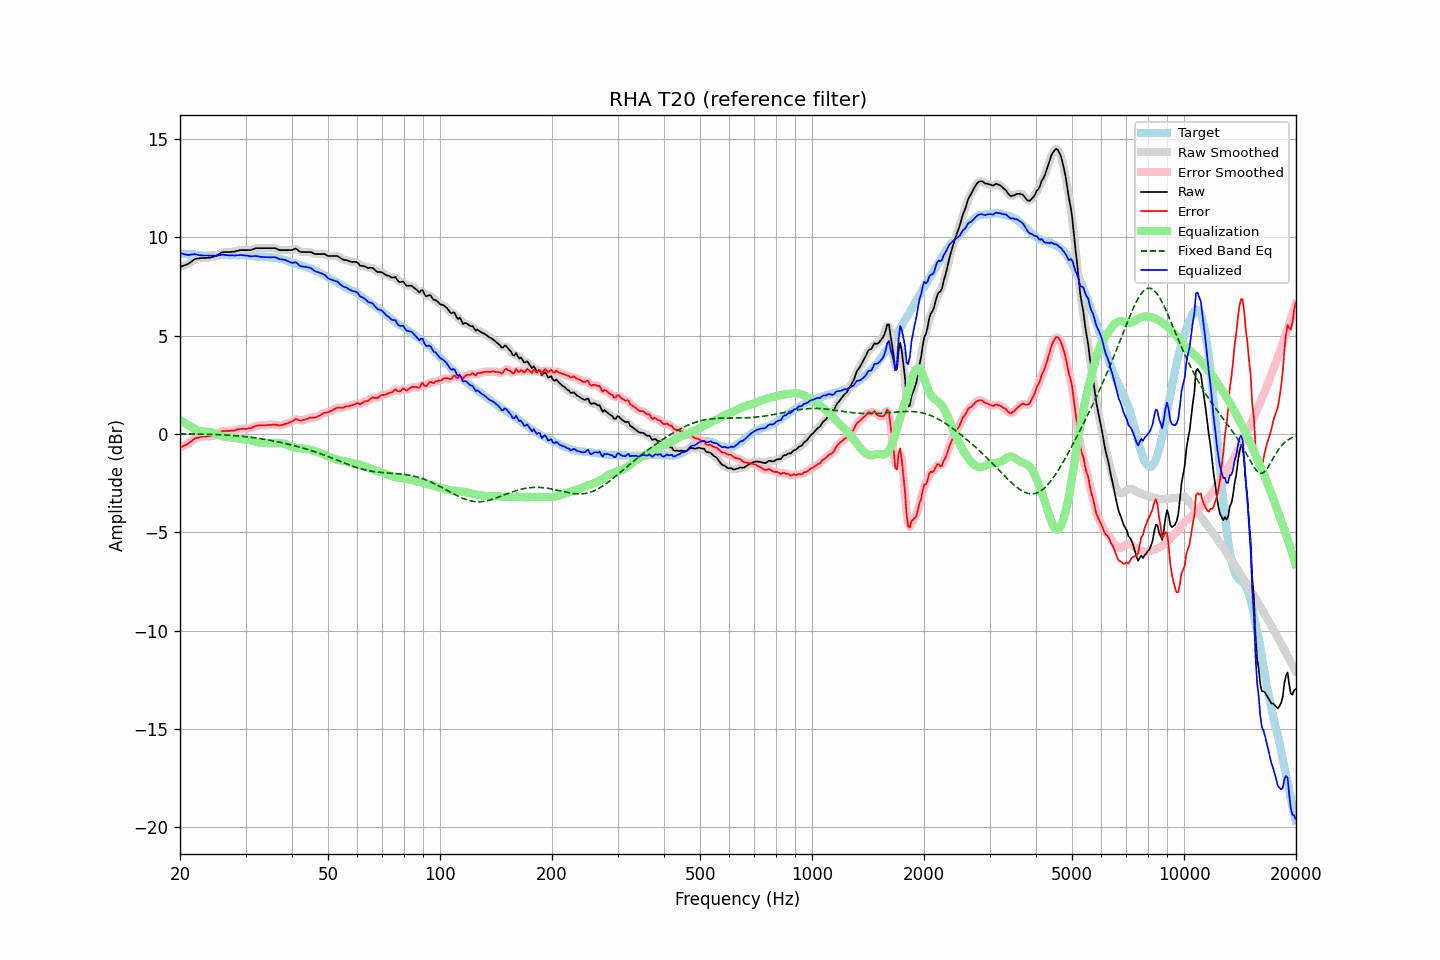 RHA T20 (reference filter)
Target
Raw Smoothed
Error Smoothed
Raw
Error
Equalization
Fixed Band Eq
Equalized
15
10
5
0
−5
−10
−15
−20
Amplitude (dBr)
20 50 100 200 500 1000 2000 5000 10000 20000
Frequency (Hz)